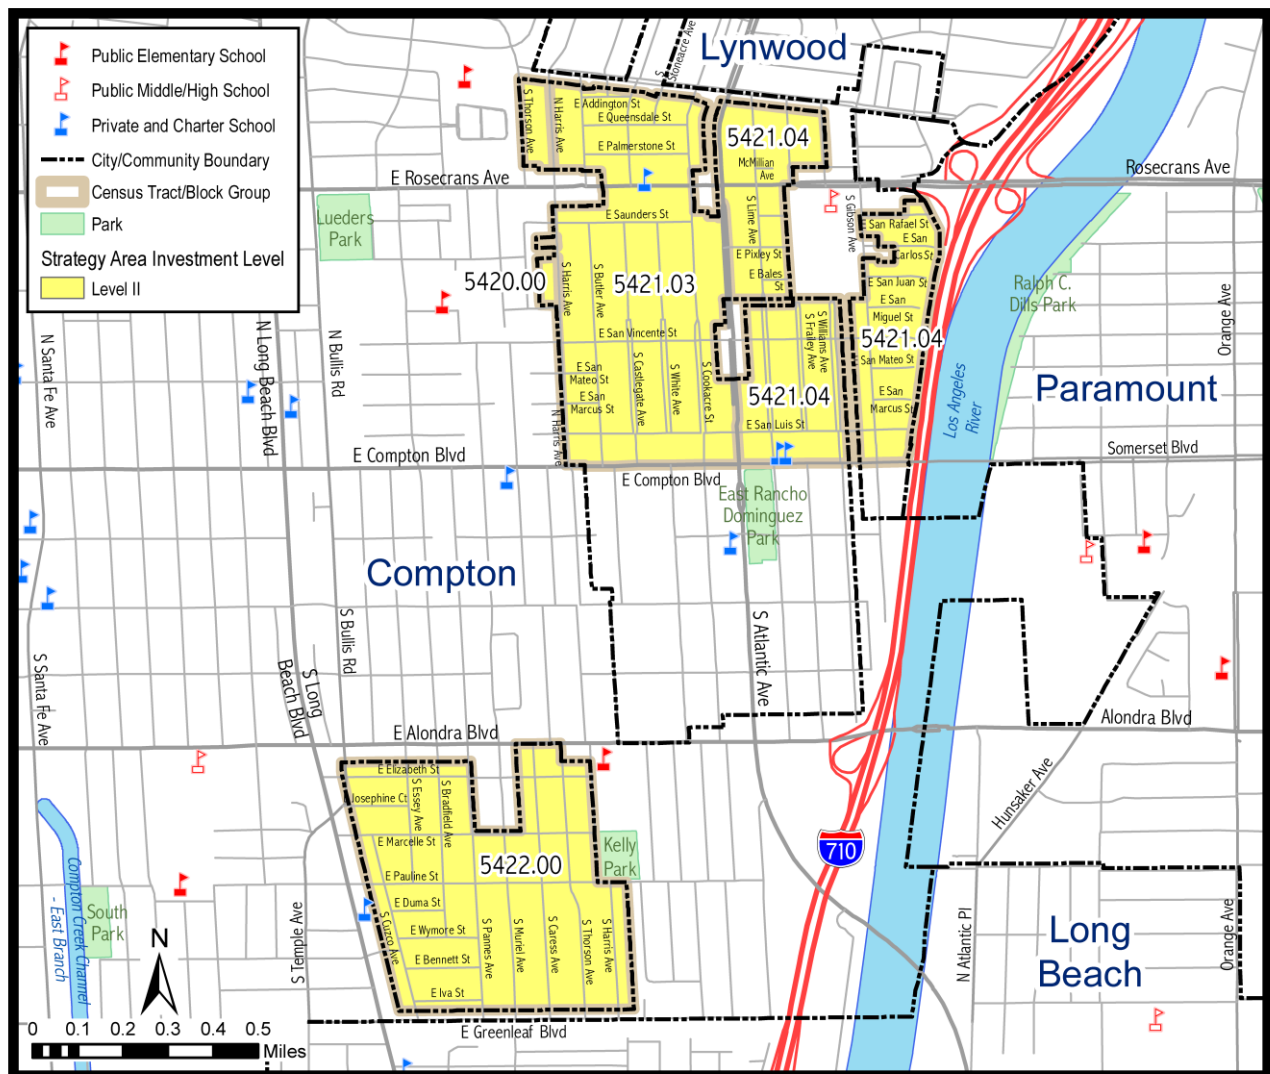 Public Elementary School
Public Middle/High School
Private and Charter School
City/Community Boundary
Census Tract/Block Group
Park
Strategy Area Investment Level
Level II
Lynwood
S
Stoneacre Ave
S Thorson Ave
N Harris Ave
E Addington St
E Queensdale St
E Palmerstone St
5421.04
McMillian
Ave
E Rosecrans Ave
Rosecrans Ave
Lueders
Park
E Saunders St
S Lime Ave
S Gibson Ave
E San Rafael St
E San
Carlos St
E Pixley St
E Bales
St
5420.00
S Harris Ave
S Butler Ave
5421.03
E San Juan St
E San
Miguel St
Ralph C.
Dills Park
Orange Ave
N Santa Fe Ave
N Long Beach Blvd
N Bullis Rd
E San Vincente St
S Williams Ave
S Frailey Ave
5421.04
San Mateo St
E San
Mateo St
E San
Marcus St
S Castlegate Ave
S White Ave
S Cookacre St
5421.04
E San
Marcus St
Paramount
Los Angeles
River
N Harris Ave
E San Luis St
E Compton Blvd
Somerset Blvd
E Compton Blvd
East Rancho
Dominguez
Park
Compton
S Bullis Rd
S Atlantic Ave
S Santa Fe Ave
S Long
Beach Blvd
E Alondra Blvd
Alondra Blvd
E Elizabeth St
Josephine Ct
S Essey Ave
S Bradfield Ave
Hunsaker Ave
E Marcelle St
Kelly
Park
710
5422.00
E Pauline St
Compton Creek Channel
- East Branch
South
Park
E Duma St
S Cuzco Ave
E Wymore St
S Pannes Ave
S Muriel Ave
S Caress Ave
S Thorson Ave
S Harris Ave
S Temple Ave
N Atlantic Pl
Long
Beach
Orange Ave
N
E Bennett St
E Iva St
E Greenleaf Blvd
0 0.1 0.2 0.3 0.4 0.5
Miles